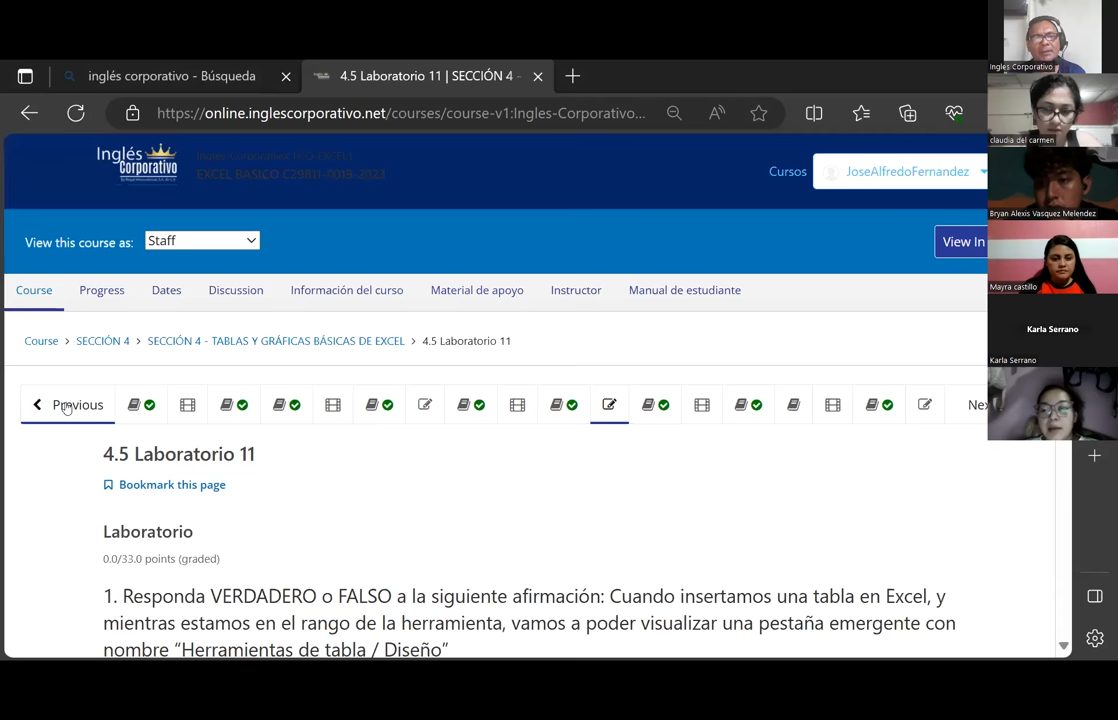 inglés corporativo - Búsqueda
4.5 Laboratorio 11 | SECCIÓN 4 -
https://online.inglescorporativo.net/courses/course-v1:Ingles-Corporativo...
Inglés
Corporativo
EXCEL BASICO C29811-0018-2023
Cursos
JoseAlfredoFernandez
View this course as:
Staff
View In
Course
Progress
Dates
Discussion
Información del curso
Material de apoyo
Instructor
Manual de estudiante
Course > SECCIÓN 4 > SECCIÓN 4 - TABLAS Y GRÁFICAS BÁSICAS DE EXCEL > 4.5 Laboratorio 11
Previous
Nex
4.5 Laboratorio 11
Bookmark this page
Laboratorio
0.0/33.0 points (graded)
1. Responda VERDADERO o FALSO a la siguiente afirmación: Cuando insertamos una tabla en Excel, y
mientras estamos en el rango de la herramienta, vamos a poder visualizar una pestaña emergente con
nombre “Herramientas de tabla / Diseño”
Ingles Corporativo
claudia del carmen
Bryan Alexis Vasquez Melendez
Mayra castillo
Karla Serrano
Karla Serrano